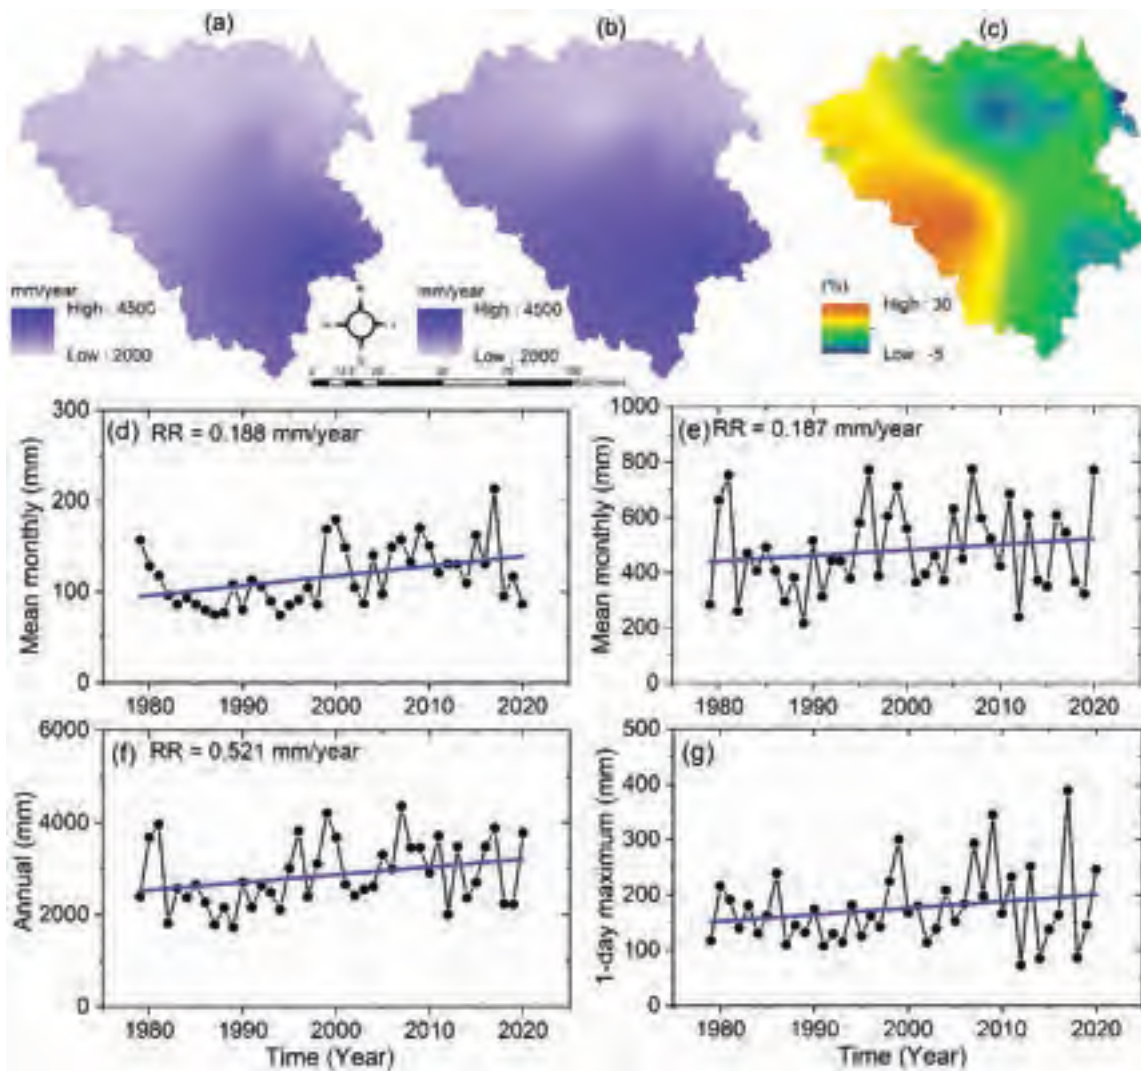 (a) (b) (c)
mm/year
High : 4500
Low : 2000
mm/year
High : 4500
Low : 2000
(%)
High : 30
Low : -5
(d) RR = 0.188 mm/year
Mean monthly (mm)
300
200
100
0
1980 1990 2000 2010 2020
(e) RR = 0.187 mm/year
Mean monthly (mm)
1000
800
600
400
200
0
1980 1990 2000 2010 2020
(f) RR = 0.521 mm/year
Annual (mm)
6000
4000
2000
0
1980 1990 2000 2010 2020
Time (Year)
(g)
1-day maximum (mm)
500
400
300
200
100
0
1980 1990 2000 2010 2020
Time (Year)